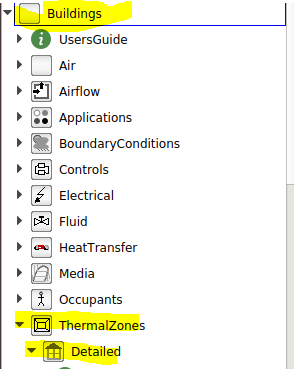 Buildings
UsersGuide
Air
Airflow
Applications
BoundaryConditions
Controls
Electrical
Fluid
HeatTransfer
Media
Occupants
ThermalZones
Detailed